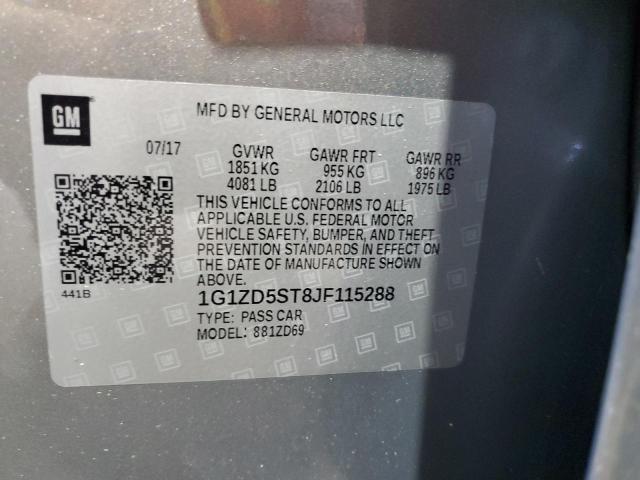 GM
MFD BY GENERAL MOTORS LLC
07/17 GVWR GAWR FRT GAWR RR
1851 KG 955 KG 896 KG
4081 LB 2106 LB 1975 LB
THIS VEHICLE CONFORMS TO ALL
APPLICABLE U.S. FEDERAL MOTOR
VEHICLE SAFETY, BUMPER, AND THEFT
PREVENTION STANDARDS IN EFFECT ON
THE DATE OF MANUFACTURE SHOWN
ABOVE.
441B
1G1ZD5ST8JF115288
TYPE: PASS CAR
MODEL: 881ZD69